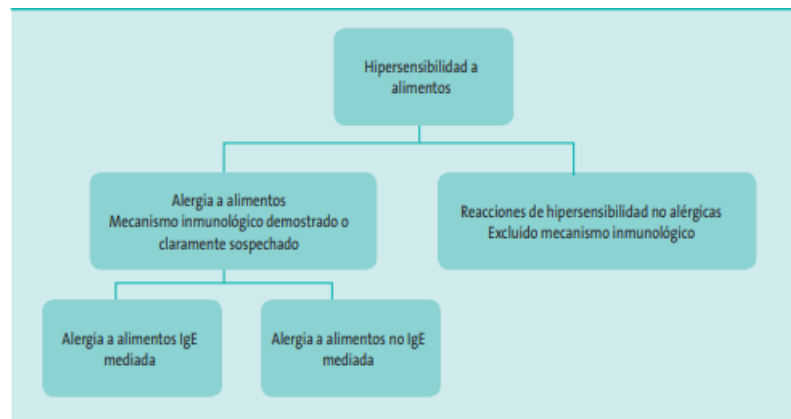 Hipersensibilidad a
alimentos
Alergia a alimentos
Mecanismo inmunológico demostrado o
claramente sospechado
Reacciones de hipersensibilidad no alérgicas
Excluido mecanismo inmunológico
Alergia a alimentos IgE
mediada
Alergia a alimentos no IgE
mediada